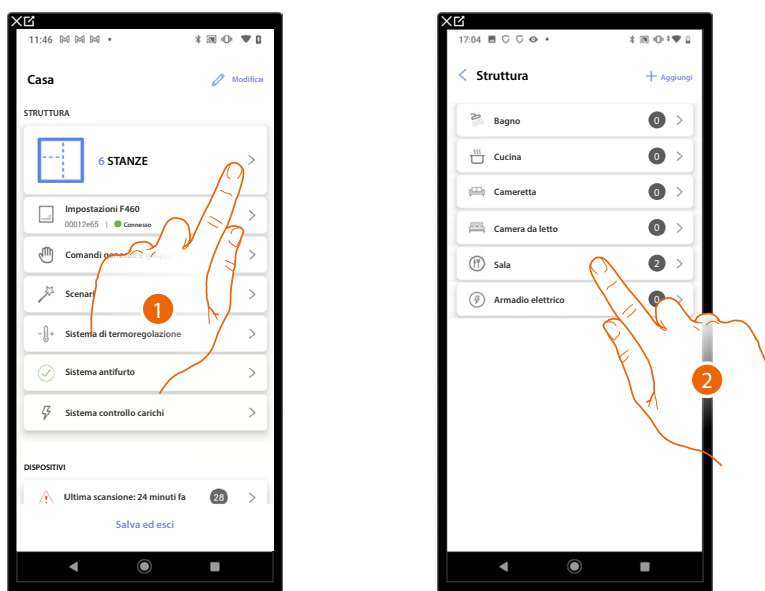 11:46
Casa
Modificar
STRUTTURA
6 STANZE
Impostazioni F460
00012e65 | Connesso
Comandi generali e gruppi
Scenari
Sistema di termoregolazione
Sistema antifurto
Sistema controllo carichi
DISPOSITIVI
Ultima scansione: 24 minuti fa 28
Salva ed esci
1
17:04
Struttura
Aggiungi
Bagno 0
Cucina 0
Cameretta 0
Camera da letto 0
Sala 2
Armadio elettrico 0
2